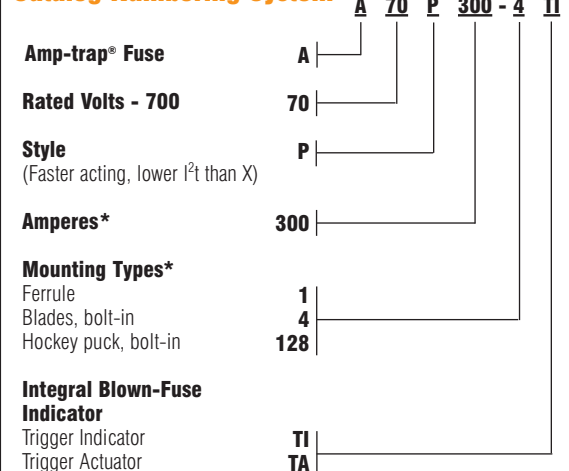 Catalog Numbering System: A 70 P 300 - 4 TI
Amp-trap® Fuse A
Rated Volts - 700 70
Style P
(Faster acting, lower I²t than X)
Amperes* 300
Mounting Types*
Ferrule 1
Blades, bolt-in 4
Hockey puck, bolt-in 128
Integral Blown-Fuse
Indicator
Trigger Indicator TI
Trigger Actuator TA